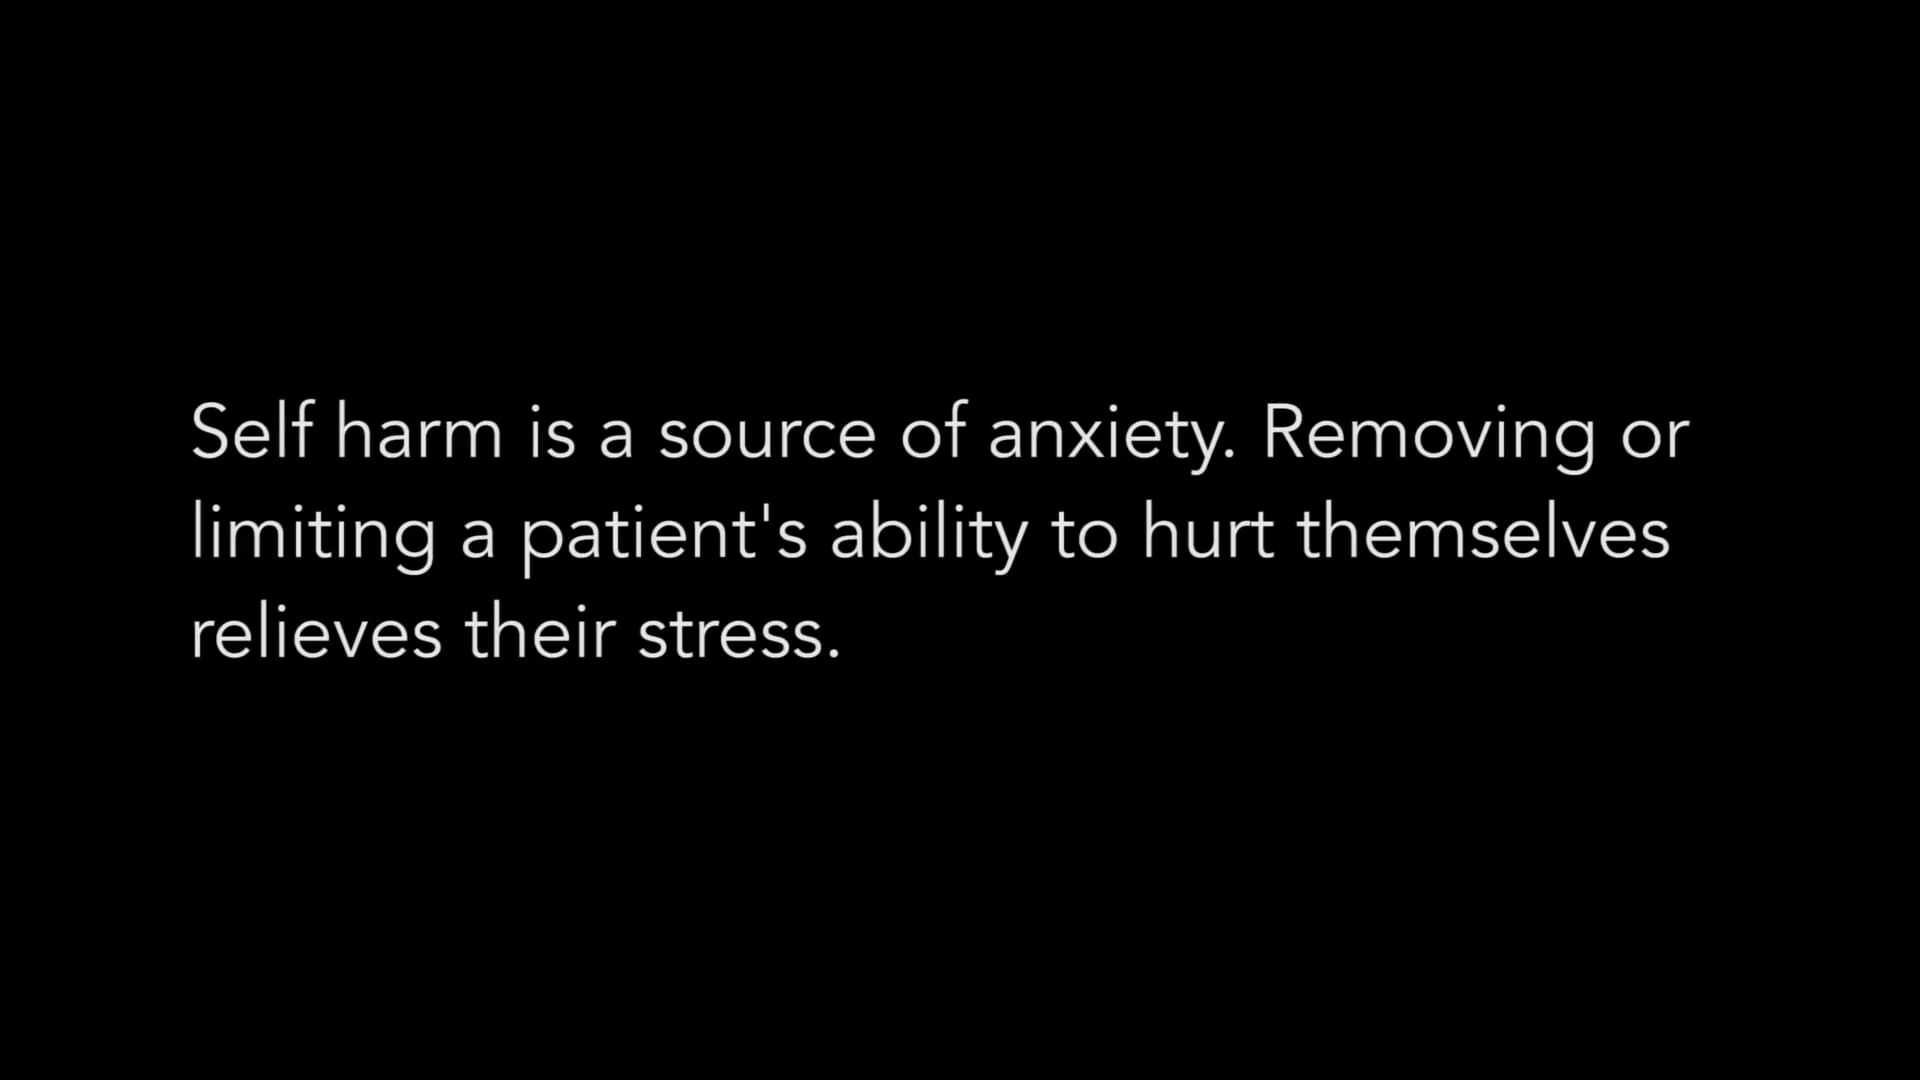 Self harm is a source of anxiety. Removing or
limiting a patient's ability to hurt themselves
relieves their stress.